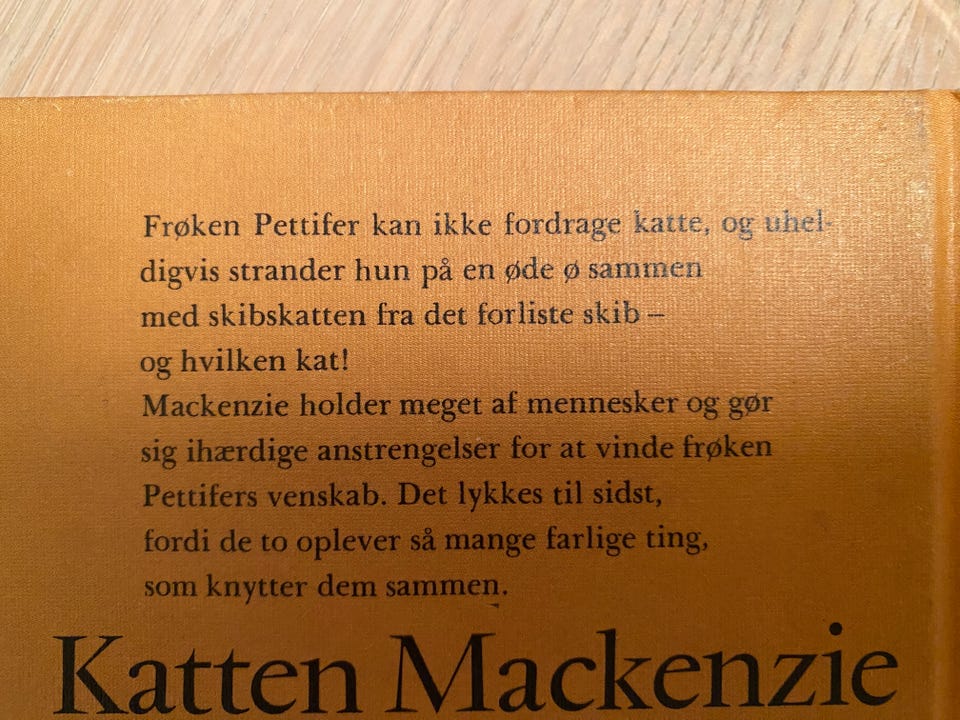 Frøken Pettifer kan ikke fordrage katte, og uhel-
digvis strander hun på en øde ø sammen
med skibskatten fra det forliste skib –
og hvilken kat!
Mackenzie holder meget af mennesker og gør
sig ihærdige anstrengelser for at vinde frøken
Pettifers venskab. Det lykkes til sidst,
fordi de to oplever så mange farlige ting,
som knytter dem sammen.
Katten Mackenzie